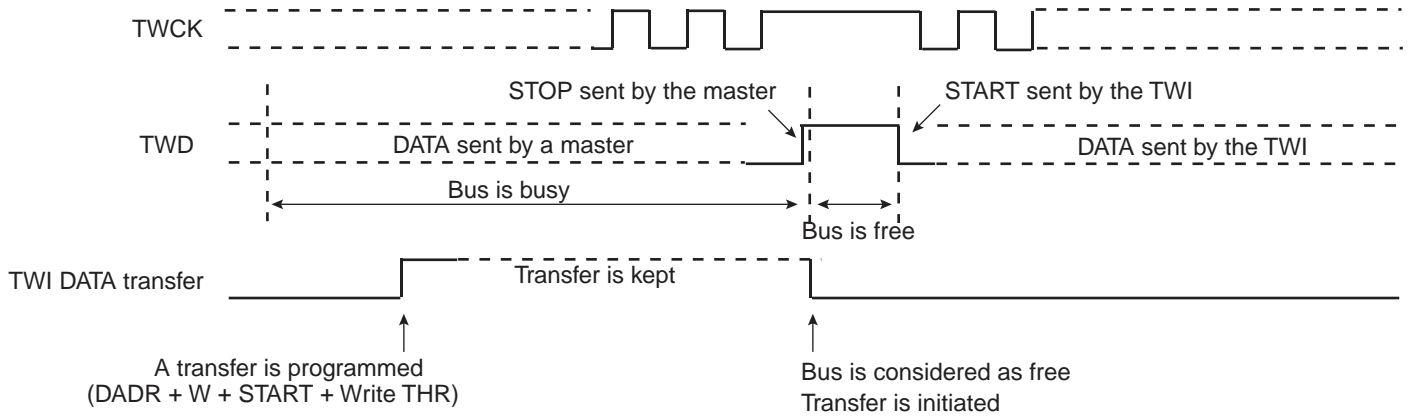 TWCK
STOP sent by the master
START sent by the TWI
TWD
DATA sent by a master
DATA sent by the TWI
Bus is busy
Bus is free
TWI DATA transfer
Transfer is kept
A transfer is programmed
(DADR + W + START + Write THR)
Bus is considered as free
Transfer is initiated